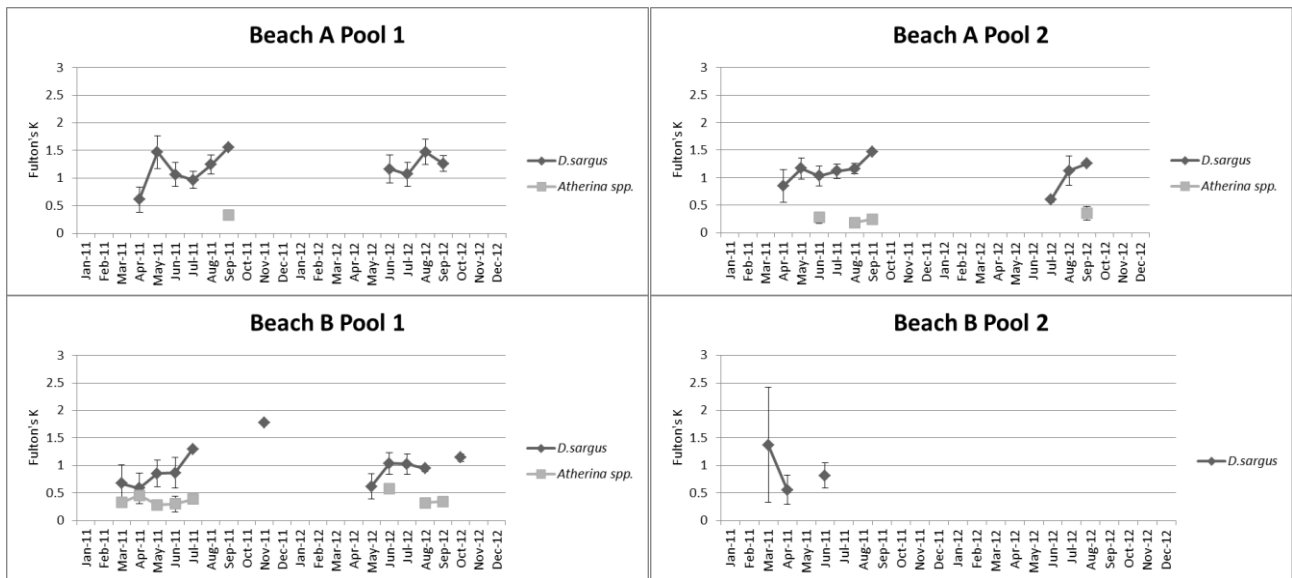 Beach A Pool 1
3
2.5
2
1.5
1
0.5
0
Fulton's K
Jan-11
Feb-11
Mar-11
Apr-11
May-11
Jun-11
Jul-11
Aug-11
Sep-11
Oct-11
Nov-11
Dec-11
Jan-12
Feb-12
Mar-12
Apr-12
May-12
Jun-12
Jul-12
Aug-12
Sep-12
Oct-12
Nov-12
Dec-12
D.sargus
Atherina spp.
Beach A Pool 2
3
2.5
2
1.5
1
0.5
0
Fulton's K
Jan-11
Feb-11
Mar-11
Apr-11
May-11
Jun-11
Jul-11
Aug-11
Sep-11
Oct-11
Nov-11
Dec-11
Jan-12
Feb-12
Mar-12
Apr-12
May-12
Jun-12
Jul-12
Aug-12
Sep-12
Oct-12
Nov-12
Dec-12
D.sargus
Atherina spp.
Beach B Pool 1
3
2.5
2
1.5
1
0.5
0
Fulton's K
Jan-11
Feb-11
Mar-11
Apr-11
May-11
Jun-11
Jul-11
Aug-11
Sep-11
Oct-11
Nov-11
Dec-11
Jan-12
Feb-12
Mar-12
Apr-12
May-12
Jun-12
Jul-12
Aug-12
Sep-12
Oct-12
Nov-12
Dec-12
D.sargus
Atherina spp.
Beach B Pool 2
3
2.5
2
1.5
1
0.5
0
Fulton's K
Jan-11
Feb-11
Mar-11
Apr-11
May-11
Jun-11
Jul-11
Aug-11
Sep-11
Oct-11
Nov-11
Dec-11
Jan-12
Feb-12
Mar-12
Apr-12
May-12
Jun-12
Jul-12
Aug-12
Sep-12
Oct-12
Nov-12
Dec-12
D.sargus